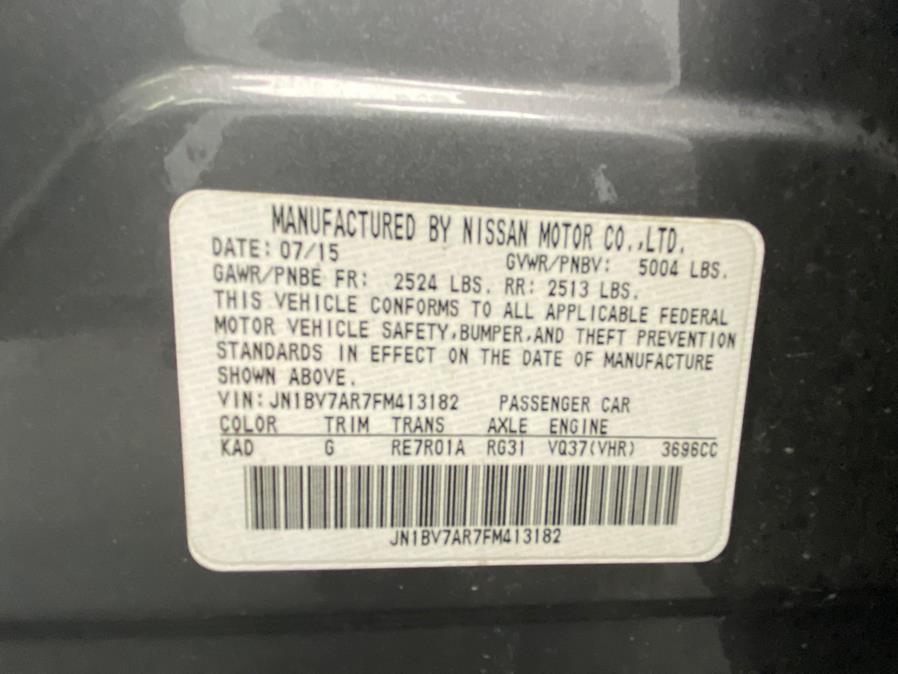 MANUFACTURED BY NISSAN MOTOR CO.,LTD.
DATE: 07/15 GVWR/PNBV: 5004 LBS.
GAWR/PNBE FR: 2524 LBS. RR: 2513 LBS.
THIS VEHICLE CONFORMS TO ALL APPLICABLE FEDERAL
MOTOR VEHICLE SAFETY,BUMPER,AND THEFT PREVENTION
STANDARDS IN EFFECT ON THE DATE OF MANUFACTURE
SHOWN ABOVE.
VIN: JN1BV7AR7FM413182 PASSENGER CAR
COLOR TRIM TRANS AXLE ENGINE
KAD G RE7R01A RG31 VQ37(VHR) 3696CC
JN1BV7AR7FM413182